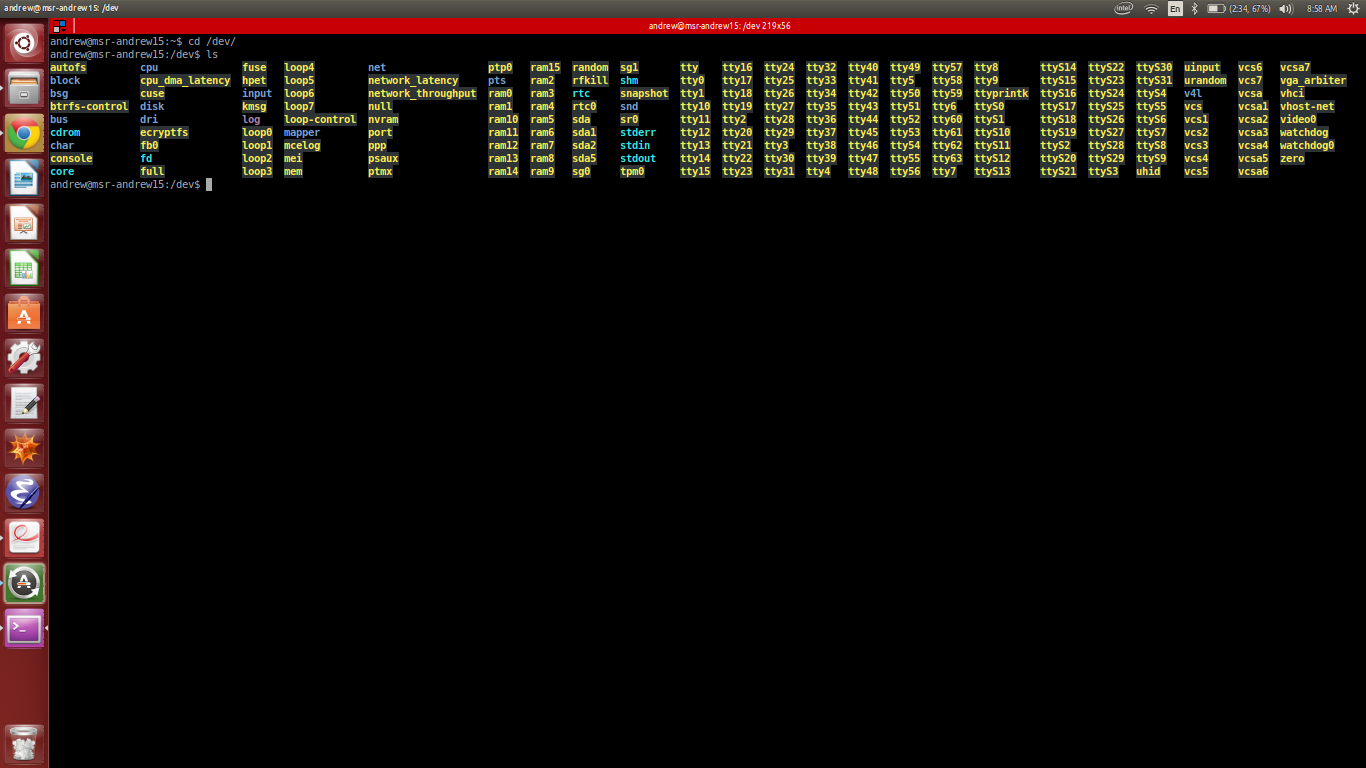 andrew@msr-andrew15: /dev
En (2:34, 67%) 8:58 AM
andrew@msr-andrew15: /dev 219x56
andrew@msr-andrew15:~$ cd /dev/
andrew@msr-andrew15:/dev$ ls
autofs cpu fuse loop4 net ptp0 ram15 random sg1 tty tty16 tty24 tty32 tty40 tty49 tty57 tty8 ttyS14 ttyS22 ttyS30 uinput vcs6 vcsa7
block cpu_dma_latency hpet loop5 network_latency pts ram2 rfkill shm tty0 tty17 tty25 tty33 tty41 tty5 tty58 tty9 ttyS15 ttyS23 ttyS31 urandom vcs7 vga_arbiter
bsg cuse input loop6 network_throughput ram0 ram3 rtc snapshot tty1 tty18 tty26 tty34 tty42 tty50 tty59 ttyprintk ttyS16 ttyS24 ttyS4 v4l vcsa vhci
btrfs-control disk kmsg loop7 null ram1 ram4 rtc0 snd tty10 tty19 tty27 tty35 tty43 tty51 tty6 ttyS0 ttyS17 ttyS25 ttyS5 vcs vcsa1 vhost-net
bus dri log loop-control nvram ram10 ram5 sda sr0 tty11 tty2 tty28 tty36 tty44 tty52 tty60 ttyS1 ttyS18 ttyS26 ttyS6 vcs1 vcsa2 video0
cdrom ecryptfs loop0 mapper port ram11 ram6 sda1 stderr tty12 tty20 tty29 tty37 tty45 tty53 tty61 ttyS10 ttyS19 ttyS27 ttyS7 vcs2 vcsa3 watchdog
char fb0 loop1 mcelog ppp ram12 ram7 sda2 stdin tty13 tty21 tty3 tty38 tty46 tty54 tty62 ttyS11 ttyS2 ttyS28 ttyS8 vcs3 vcsa4 watchdog0
console fd loop2 mei psaux ram13 ram8 sda5 stdout tty14 tty22 tty30 tty39 tty47 tty55 tty63 ttyS12 ttyS20 ttyS29 ttyS9 vcs4 vcsa5 zero
core full loop3 mem ptmx ram14 ram9 sg0 tpm0 tty15 tty23 tty31 tty4 tty48 tty56 tty7 ttyS13 ttyS21 ttyS3 uhid vcs5 vcsa6
andrew@msr-andrew15:/dev$